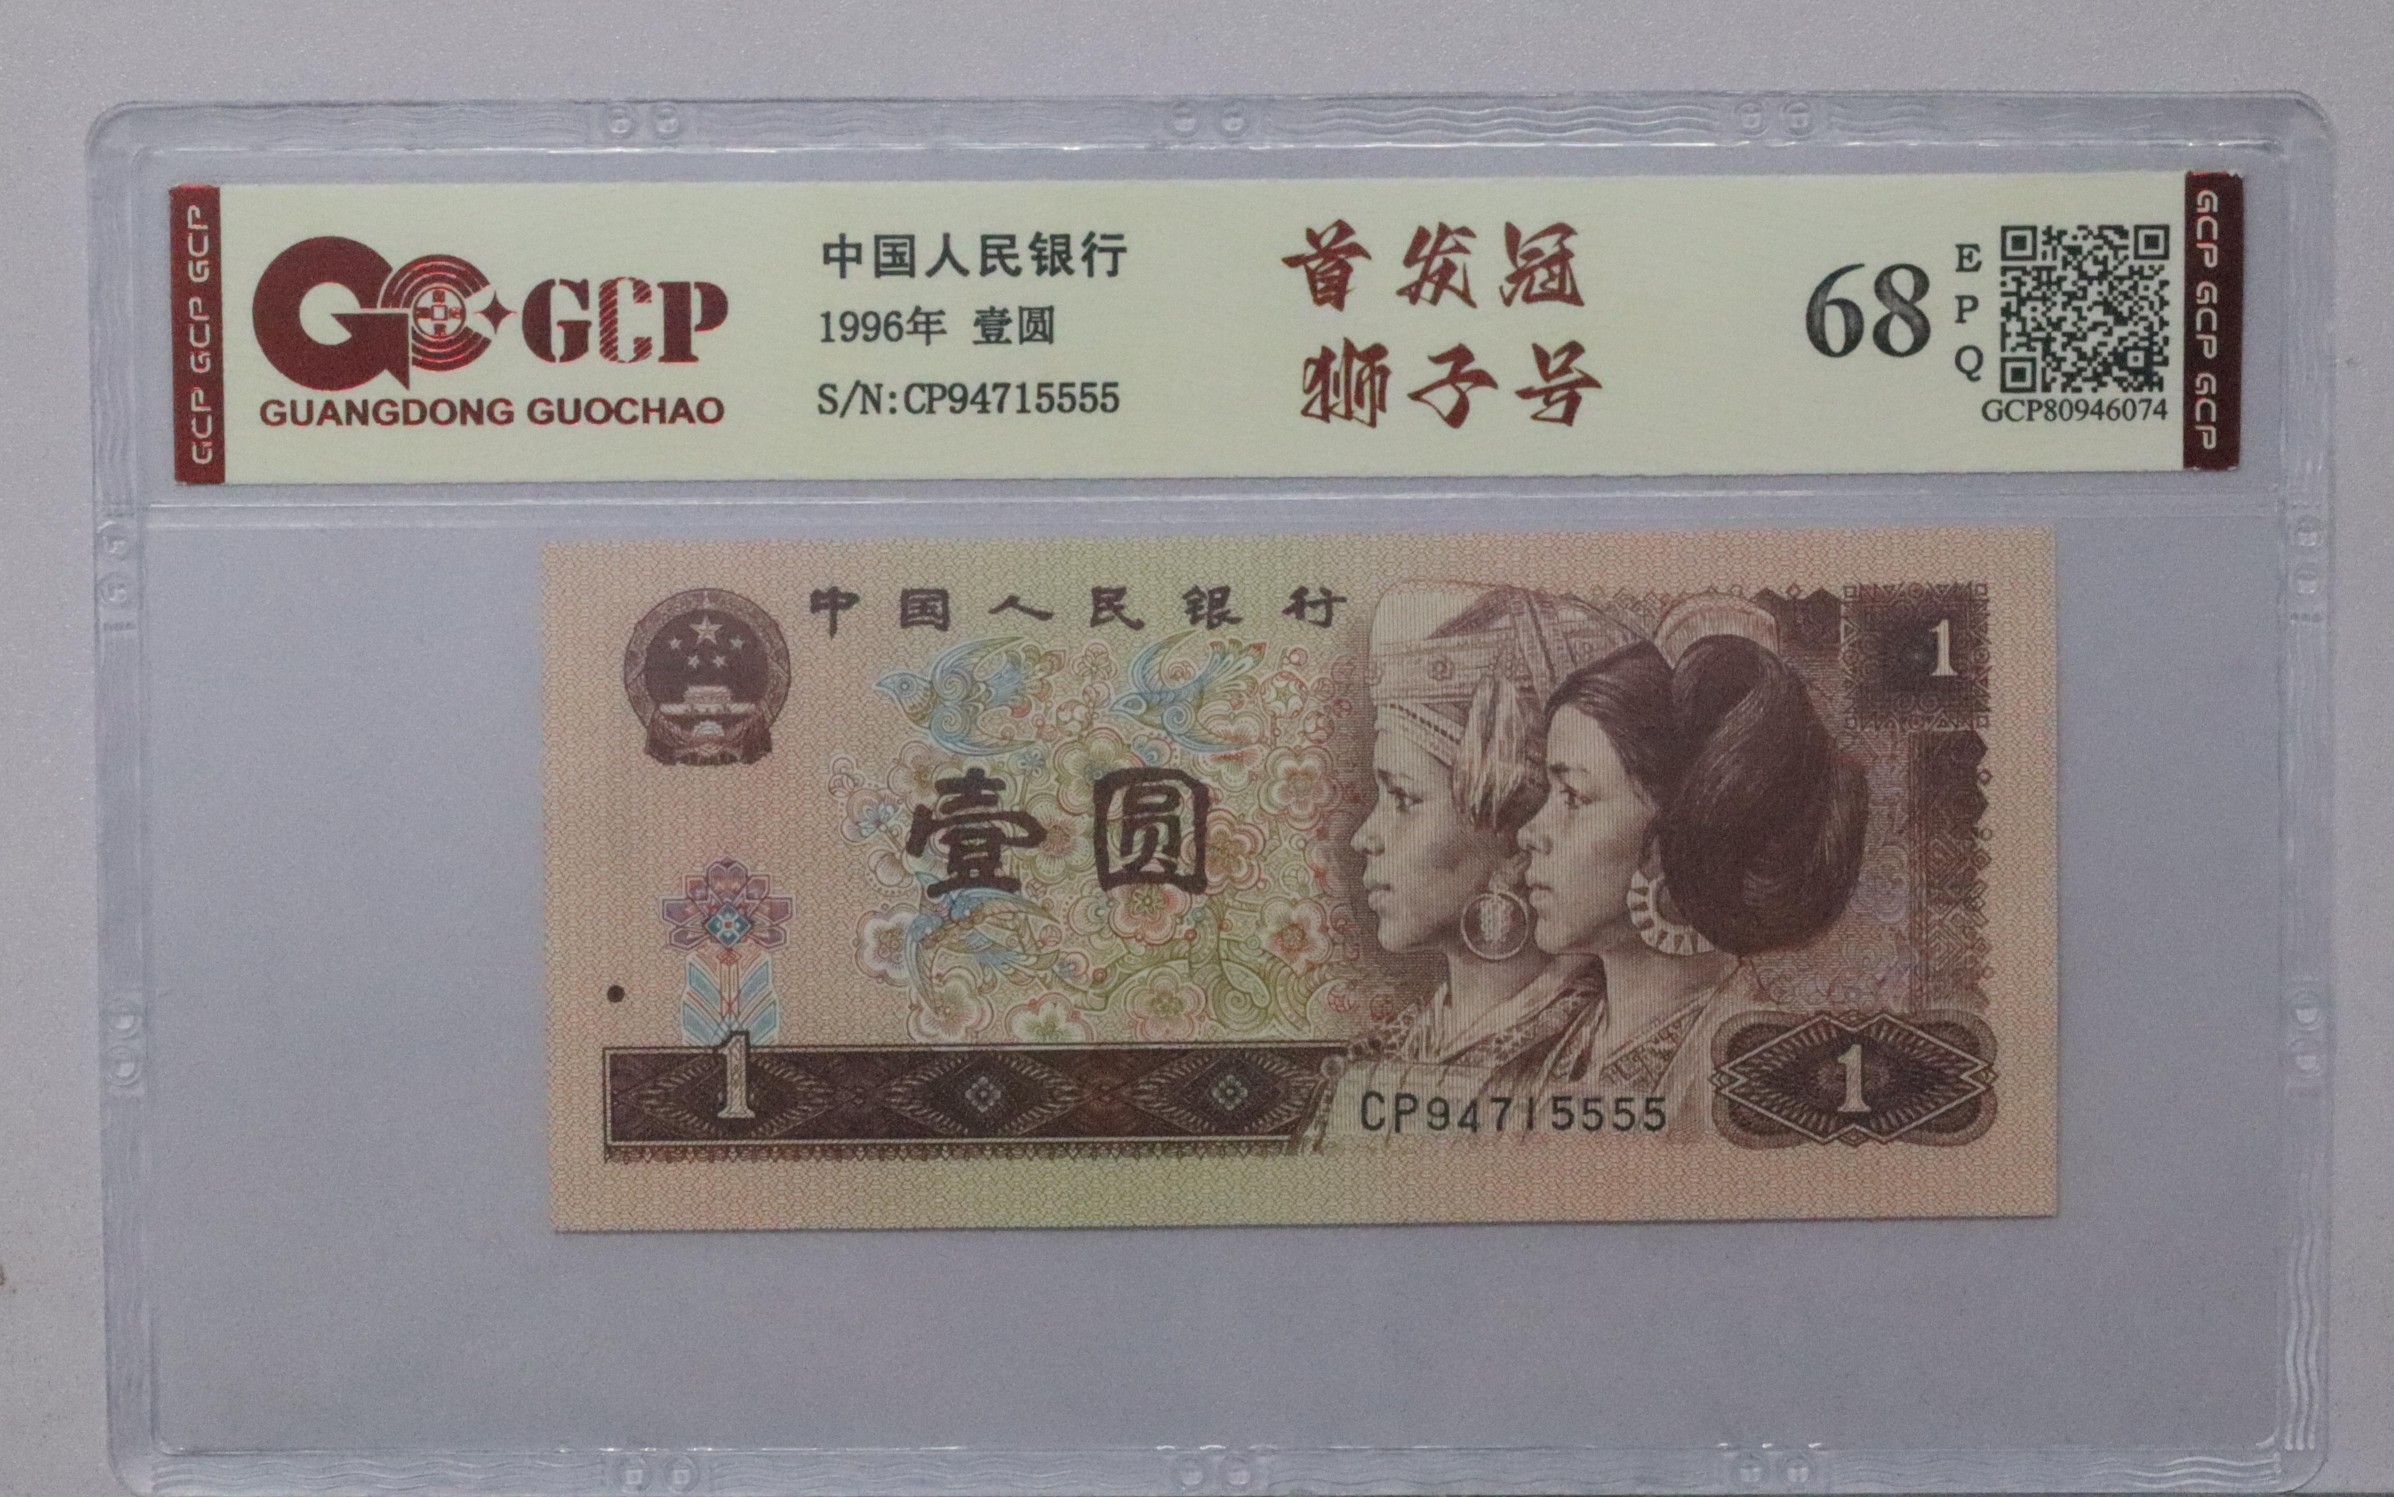 GCP GCP GCP
GCP
GUANGDONG GUOCHAO
中国人民银行
1996年 壹圆
S/N:CP94715555
首发冠
狮子号
68
E
P
Q
GCP80946074
GCP GCP GCP
中国人民银行
1
壹圆
1
CP94715555
1